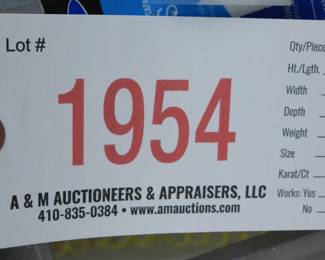 Lot #
1954
A & M AUCTIONEERS & APPRAISERS, LLC
410-835-0384 • www.amauctions.com
Qty/Piece
Ht./Lgth.
Width
Depth
Weight
Size
Karat/Ct
Works: Yes
No